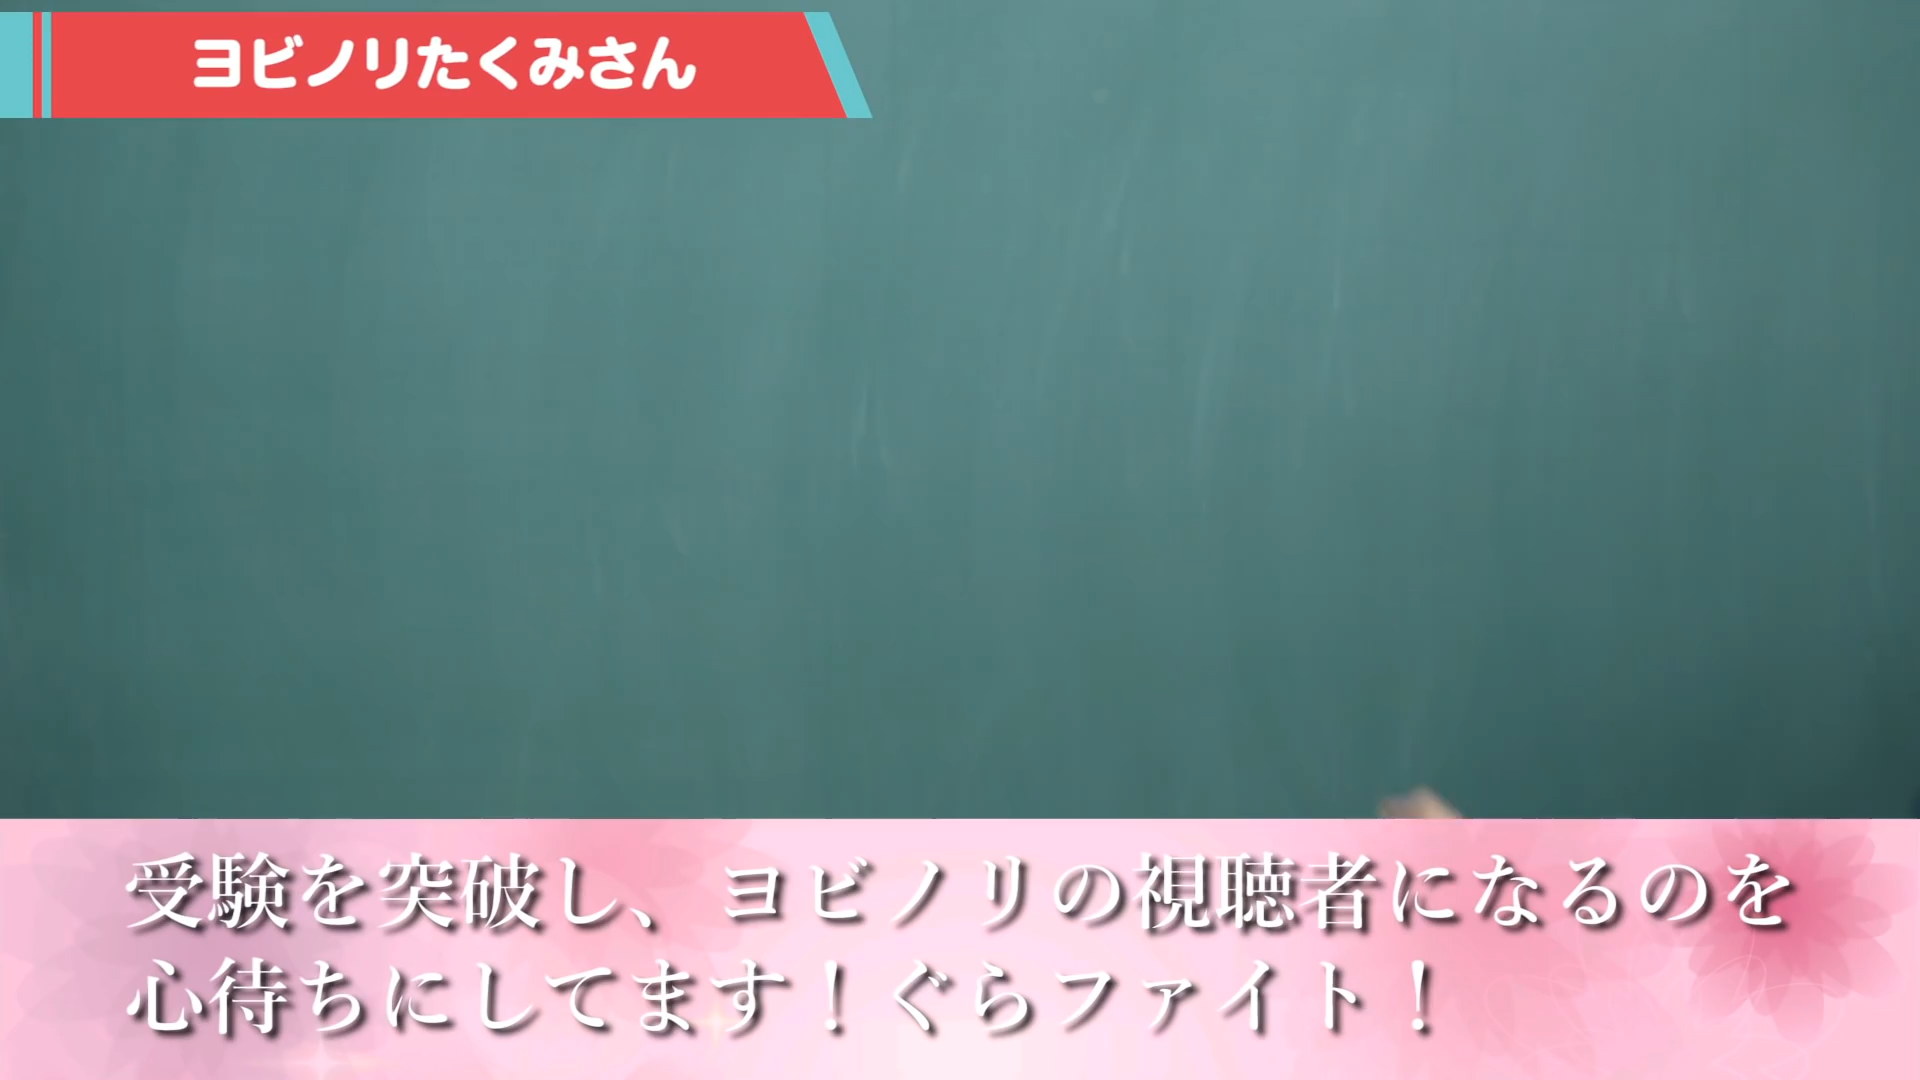 ヨビノリたくみさん
受験を突破し、ヨビノリの視聴者になるのを
心待ちにしてます！ぐらファイト！